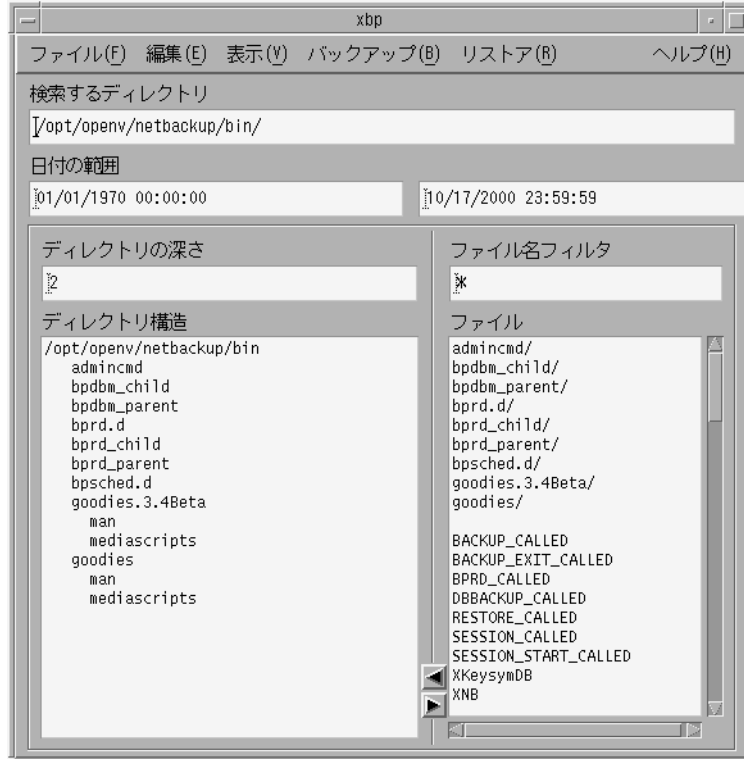 xbp
ファイル(F) 編集(E) 表示(V) バックアップ(B) リストア(R) ヘルプ(H)
検索するディレクトリ
/opt/openv/netbackup/bin/
日付の範囲
01/01/1970 00:00:00 10/17/2000 23:59:59
ディレクトリの深さ
2
ディレクトリ構造
/opt/openv/netbackup/bin
admincmd
bpdbm_child
bpdbm_parent
bprd.d
bprd_child
bprd_parent
bpsched.d
goodies.3.4Beta
man
mediascripts
goodies
man
mediascripts
ファイル名フィルタ
*
ファイル
admincmd/
bpdbm_child/
bpdbm_parent/
bprd.d/
bprd_child/
bprd_parent/
bpsched.d/
goodies.3.4Beta/
goodies/
BACKUP_CALLED
BACKUP_EXIT_CALLED
BPRD_CALLED
DBBACKUP_CALLED
RESTORE_CALLED
SESSION_CALLED
SESSION_START_CALLED
XKeysymDB
XNB